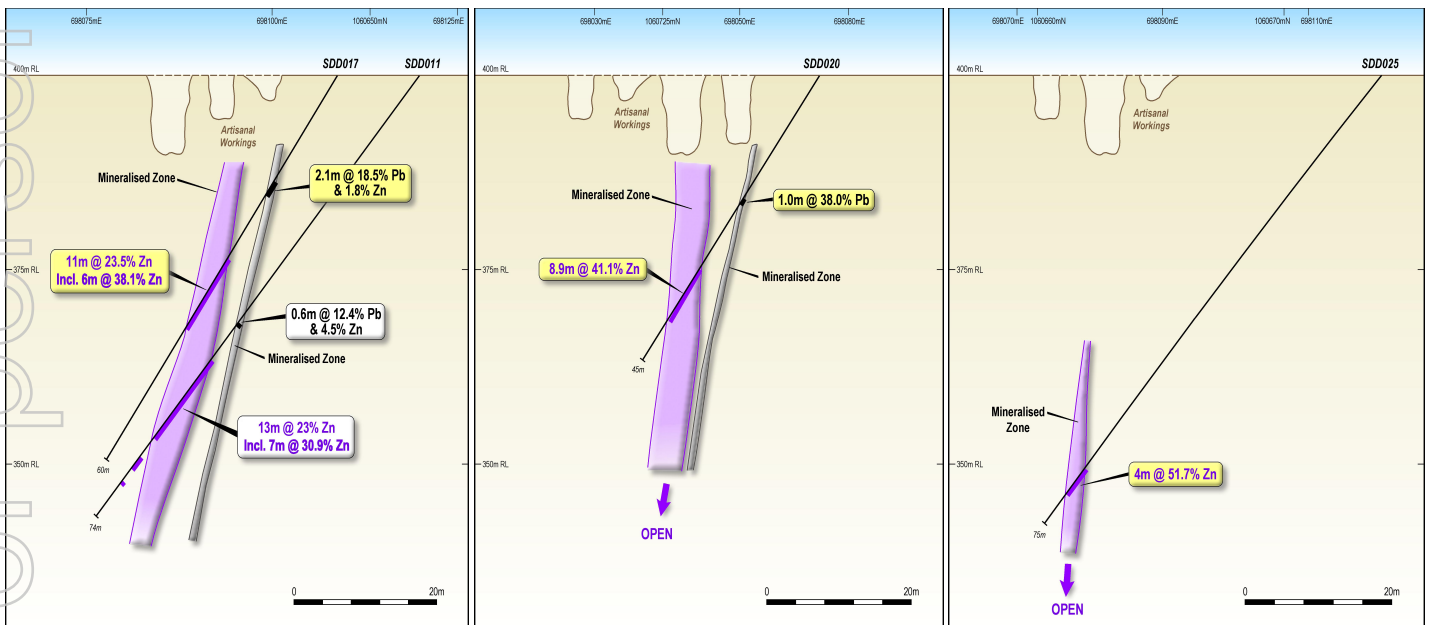 698075mE 698100mE 1060650mN 698125mE
SDD017 SDD011
400m RL
Artisanal
Workings
Mineralised Zone
2.1m @ 18.5% Pb
& 1.8% Zn
11m @ 23.5% Zn
Incl. 6m @ 38.1% Zn
375m RL
0.6m @ 12.4% Pb
& 4.5% Zn
Mineralised Zone
13m @ 23% Zn
Incl. 7m @ 30.9% Zn
350m RL
60m
74m
0 20m
698030mE 1060725mN 698050mE 698080mE
SDD020
400m RL
Artisanal
Workings
Mineralised Zone
1.0m @ 38.0% Pb
8.9m @ 41.1% Zn
375m RL
Mineralised Zone
45m
350m RL
OPEN
0 20m
698070mE 1060660mN 698090mE 1060670mN 698110mE
SDD025
400m RL
Artisanal
Workings
375m RL
Mineralised
Zone
350m RL
4m @ 51.7% Zn
75m
OPEN
0 20m